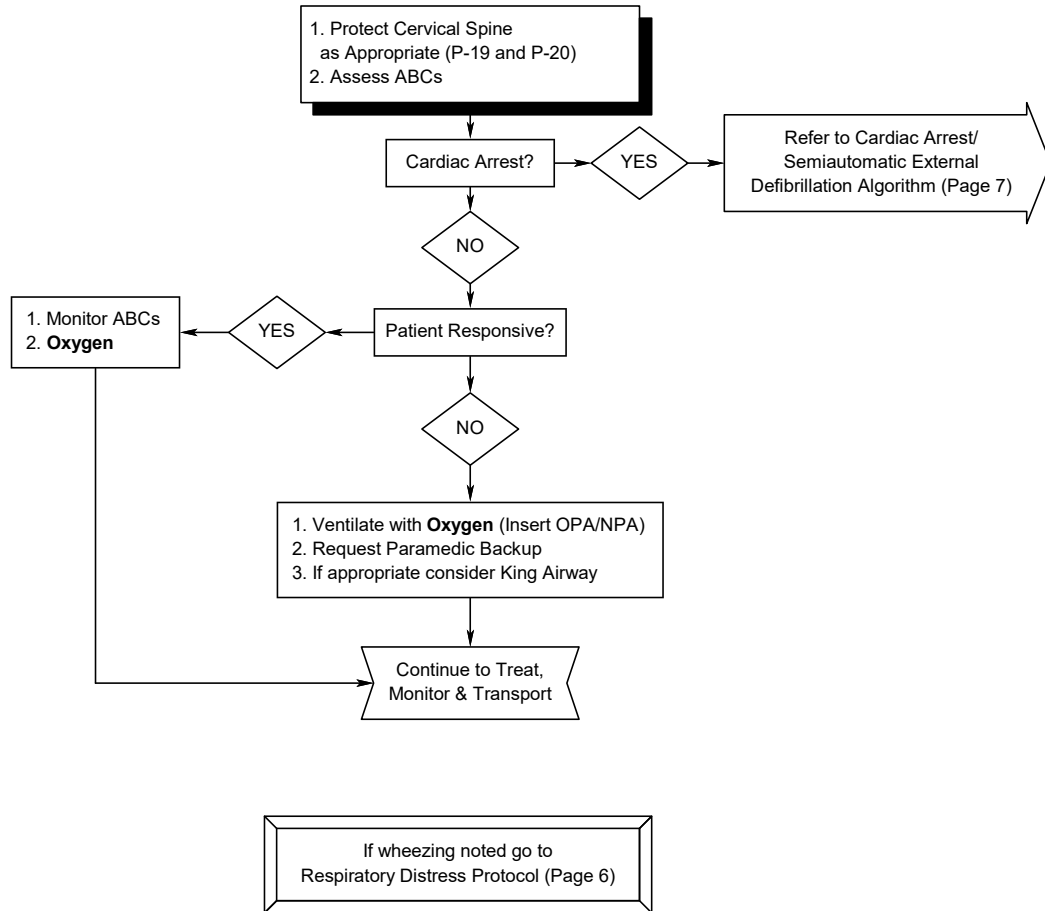 1. Protect Cervical Spine
as Appropriate (P-19 and P-20)
2. Assess ABCs
Cardiac Arrest?
YES
Refer to Cardiac Arrest/
Semiautomatic External
Defibrillation Algorithm (Page 7)
NO
1. Monitor ABCs
2. Oxygen
YES
Patient Responsive?
NO
1. Ventilate with Oxygen (Insert OPA/NPA)
2. Request Paramedic Backup
3. If appropriate consider King Airway
Continue to Treat,
Monitor & Transport
If wheezing noted go to
Respiratory Distress Protocol (Page 6)